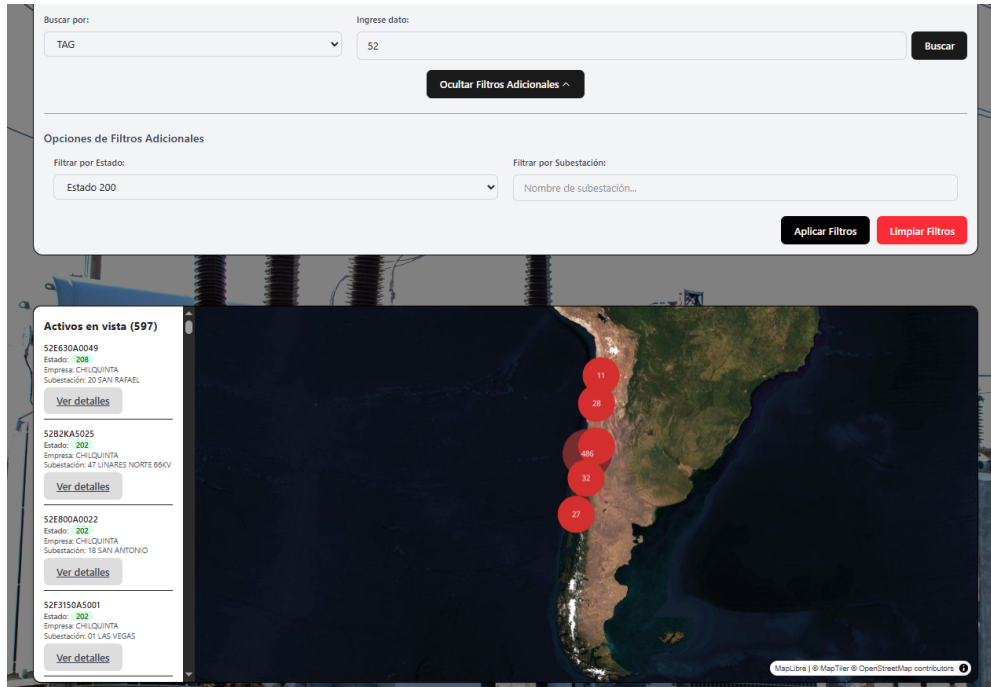 Buscar por:
Ingrese dato:
TAG
52
Buscar
Ocultar Filtros Adicionales
Opciones de Filtros Adicionales
Filtrar por Estado:
Filtrar por Subestación:
Estado 200
Nombre de subestación...
Aplicar Filtros
Limpiar Filtros
Activos en vista (597)
52E630A0049
Estado: 208
Empresa: CHILQUINTA
Subestación: 20 SAN RAFAEL
Ver detalles
52B2KA5025
Estado: 202
Empresa: CHILQUINTA
Subestación: 47 LINARES NORTE 66KV
Ver detalles
52E800A0022
Estado: 202
Empresa: CHILQUINTA
Subestación: 18 SAN ANTONIO
Ver detalles
52F3150A5001
Estado: 202
Empresa: CHILQUINTA
Subestación: 01 LAS VEGAS
Ver detalles
11
28
486
32
27
MapLibre | © MapTiler © OpenStreetMap contributors